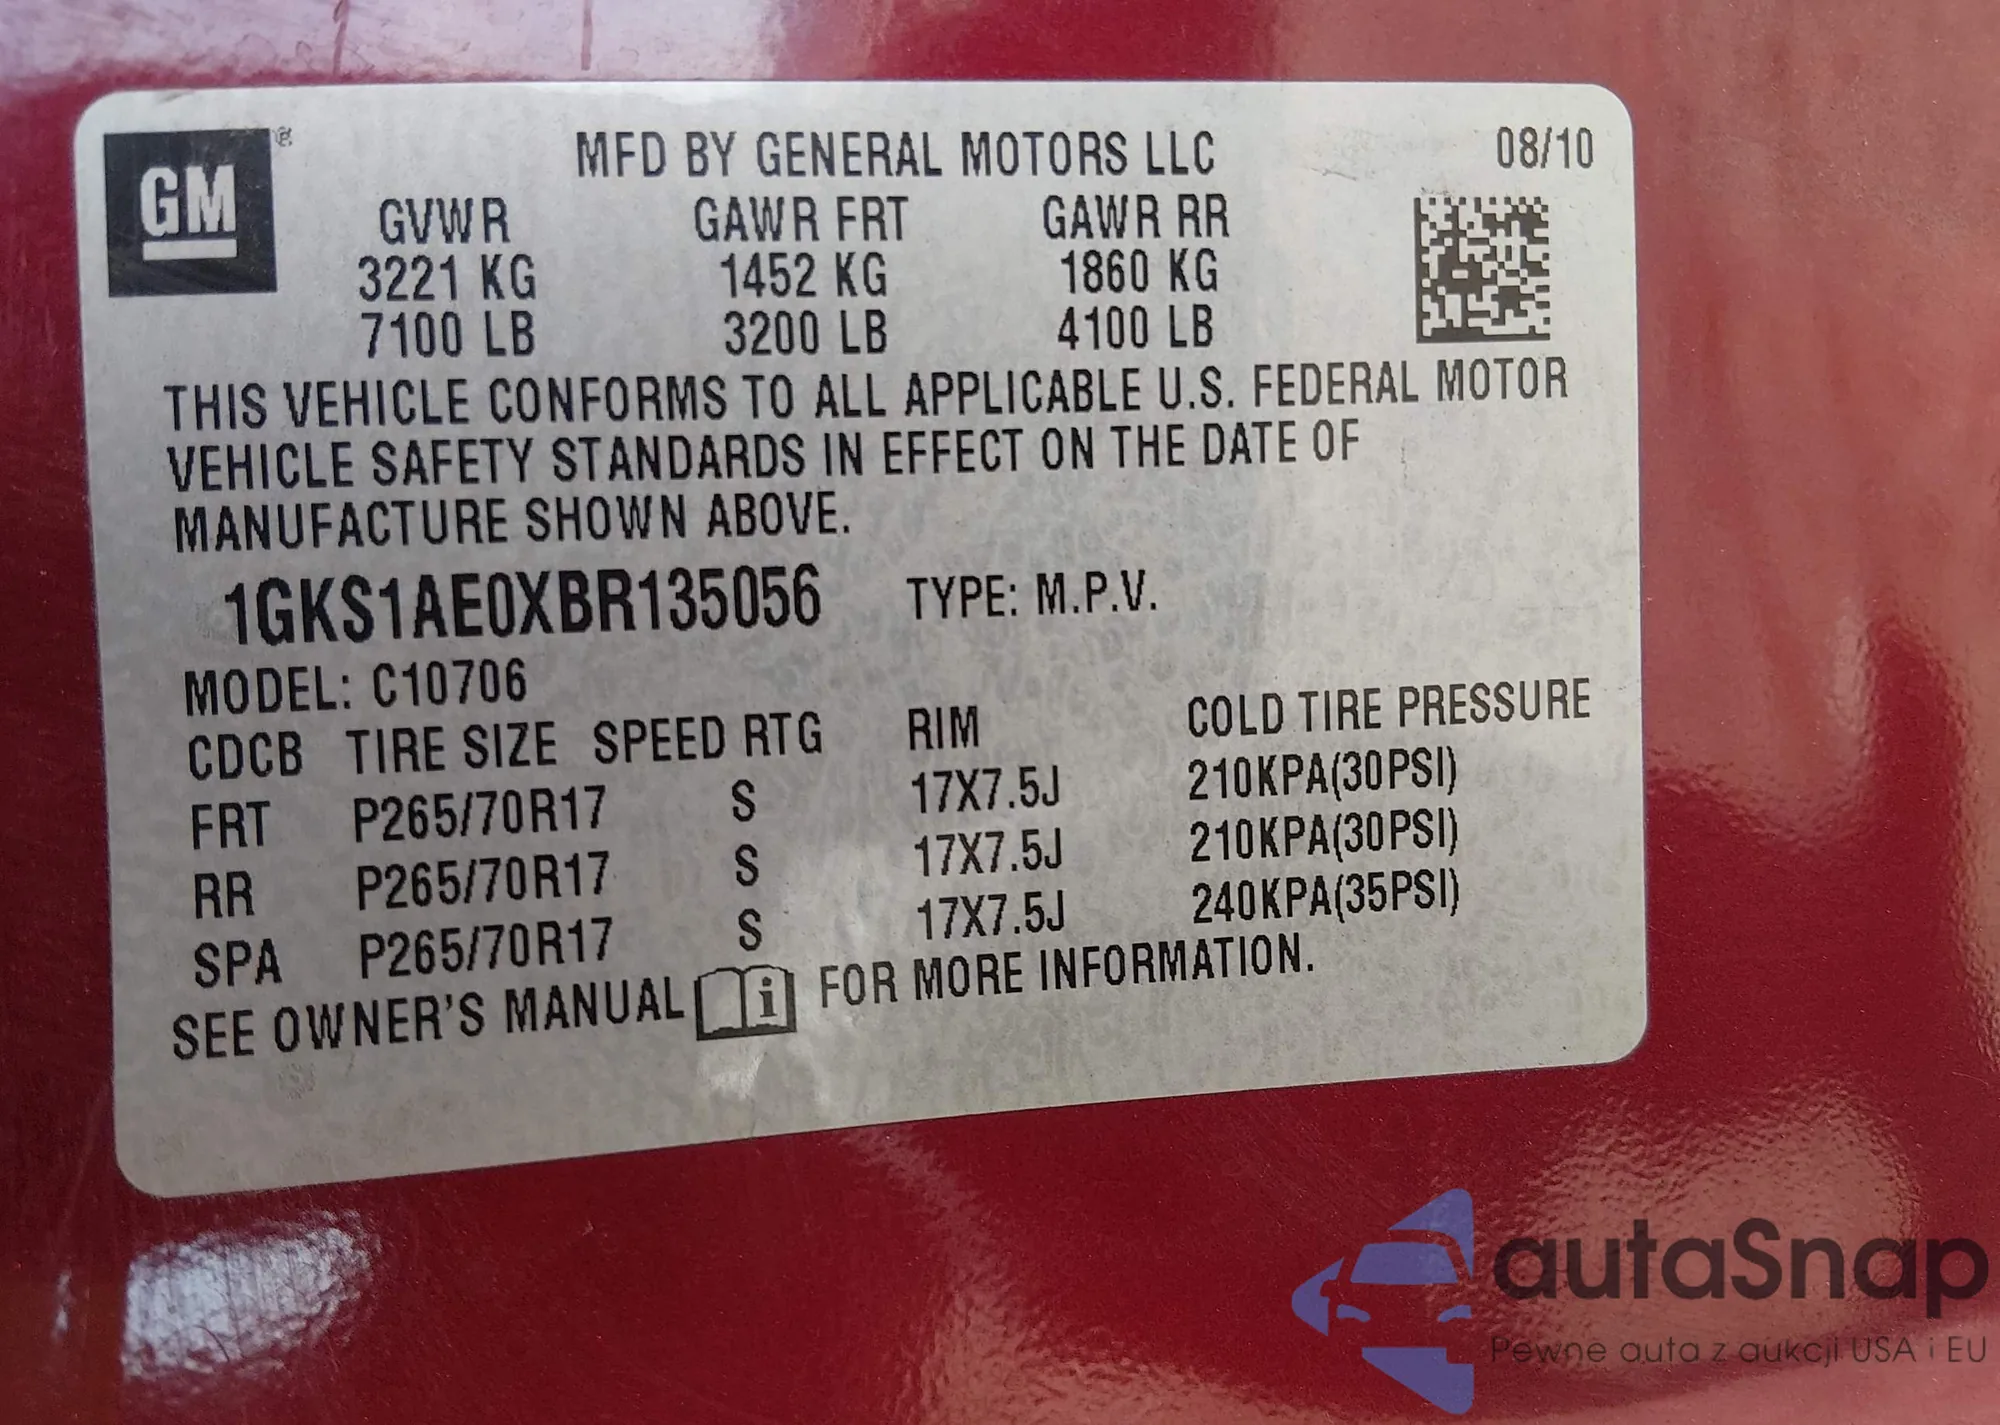 GM ®
MFD BY GENERAL MOTORS LLC 08/10
GVWR GAWR FRT GAWR RR
3221 KG 1452 KG 1860 KG
7100 LB 3200 LB 4100 LB
THIS VEHICLE CONFORMS TO ALL APPLICABLE U.S. FEDERAL MOTOR
VEHICLE SAFETY STANDARDS IN EFFECT ON THE DATE OF
MANUFACTURE SHOWN ABOVE.
1GKS1AE0XBR135056 TYPE: M.P.V.
MODEL: C10706
CDCB TIRE SIZE SPEED RTG RIM COLD TIRE PRESSURE
FRT P265/70R17 S 17X7.5J 210KPA(30PSI)
RR P265/70R17 S 17X7.5J 210KPA(30PSI)
SPA P265/70R17 S 17X7.5J 240KPA(35PSI)
SEE OWNER'S MANUAL i FOR MORE INFORMATION.
autaSnap
Pewne auta z aukcji USA i EU